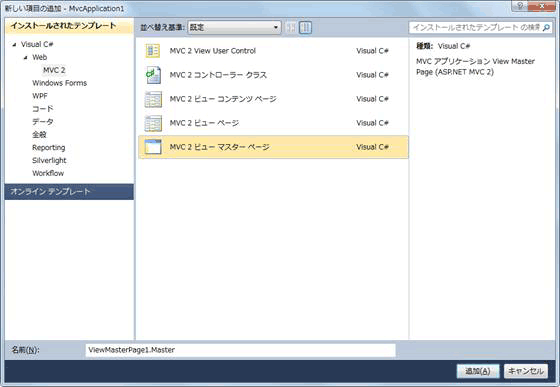 新しい項目の追加 - MvcApplication1
インストールされたテンプレート
並べ替え基準: 既定
インストールされたテンプレート の検索
Visual C#
Web
MVC 2
Windows Forms
WPF
コード
データ
全般
Reporting
Silverlight
Workflow
オンライン テンプレート
MVC 2 View User Control Visual C#
MVC 2 コントローラー クラス Visual C#
MVC 2 ビュー コンテンツ ページ Visual C#
MVC 2 ビュー ページ Visual C#
MVC 2 ビュー マスター ページ Visual C#
種類: Visual C#
MVC アプリケーション View Master
Page (ASP.NET MVC 2)
名前(N): ViewMasterPage1.Master
追加(A) キャンセル